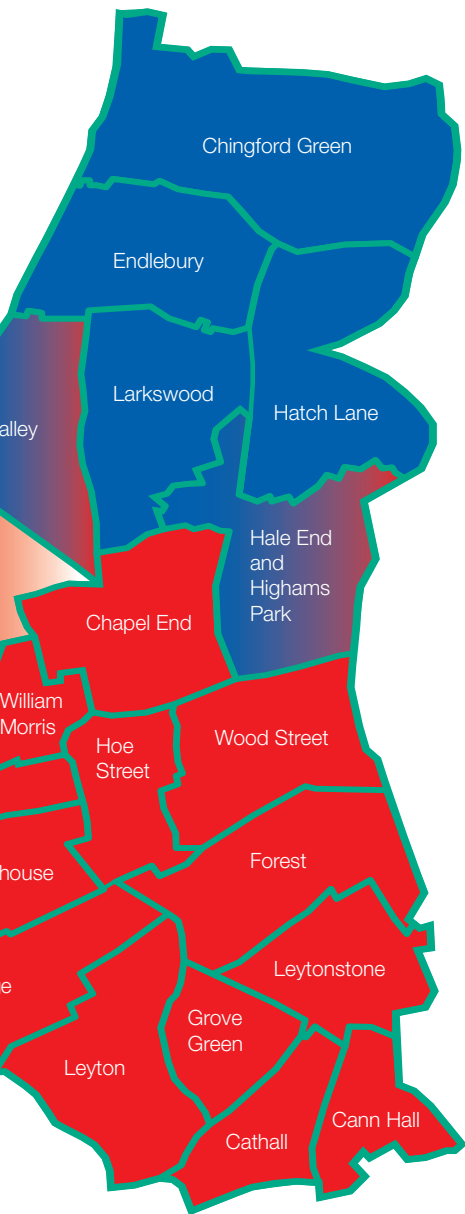 Chingford Green
Endlebury
Larkswood
alley
Hatch Lane
Hale End
and
Highams
Park
Chapel End
William
Morris
Hoe
Street
Wood Street
house
Forest
e
Leytonstone
Grove
Green
Leyton
Cann Hall
Cathall